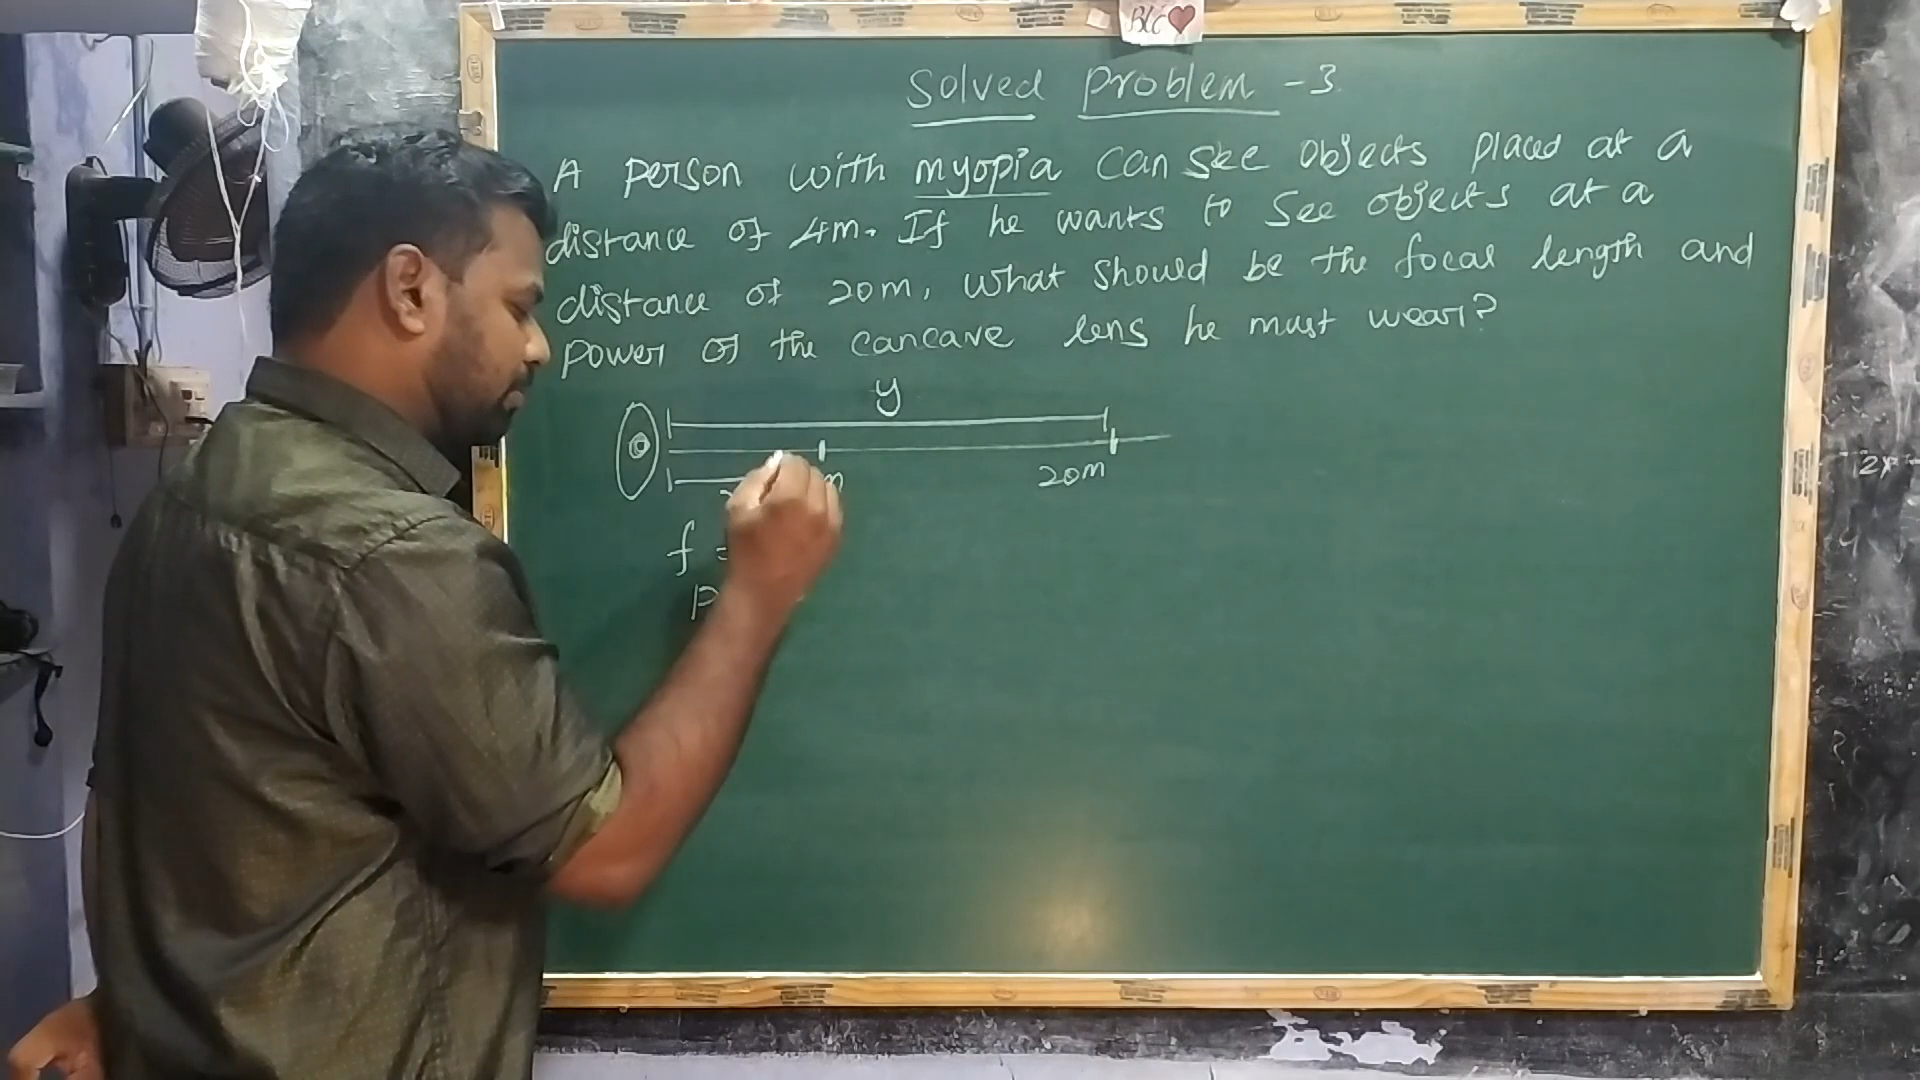 Blc
Solved Problem -3
A person with myopia can see objects placed at a
distance of 4m. If he wants to see objects at a
distance of 20m, what should be the focal length and
power of the cancave lens he must wear?
y
20m
m
f =
P
2x